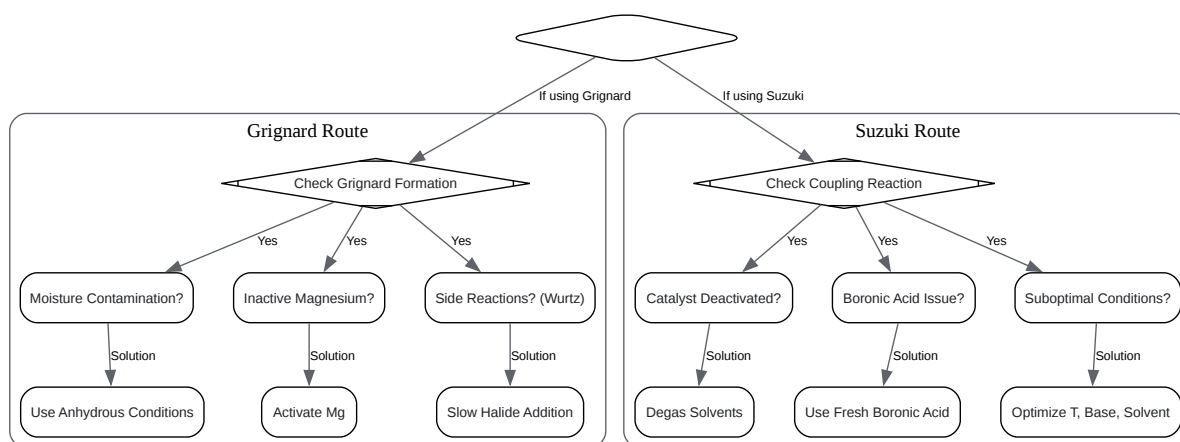 If using Grignard
If using Suzuki
Grignard Route
Suzuki Route
Check Grignard Formation
Check Coupling Reaction
Yes
Yes
Yes
Yes
Yes
Yes
Moisture Contamination?
Inactive Magnesium?
Side Reactions? (Wurtz)
Catalyst Deactivated?
Boronic Acid Issue?
Suboptimal Conditions?
Solution
Solution
Solution
Solution
Solution
Solution
Use Anhydrous Conditions
Activate Mg
Slow Halide Addition
Degas Solvents
Use Fresh Boronic Acid
Optimize T, Base, Solvent